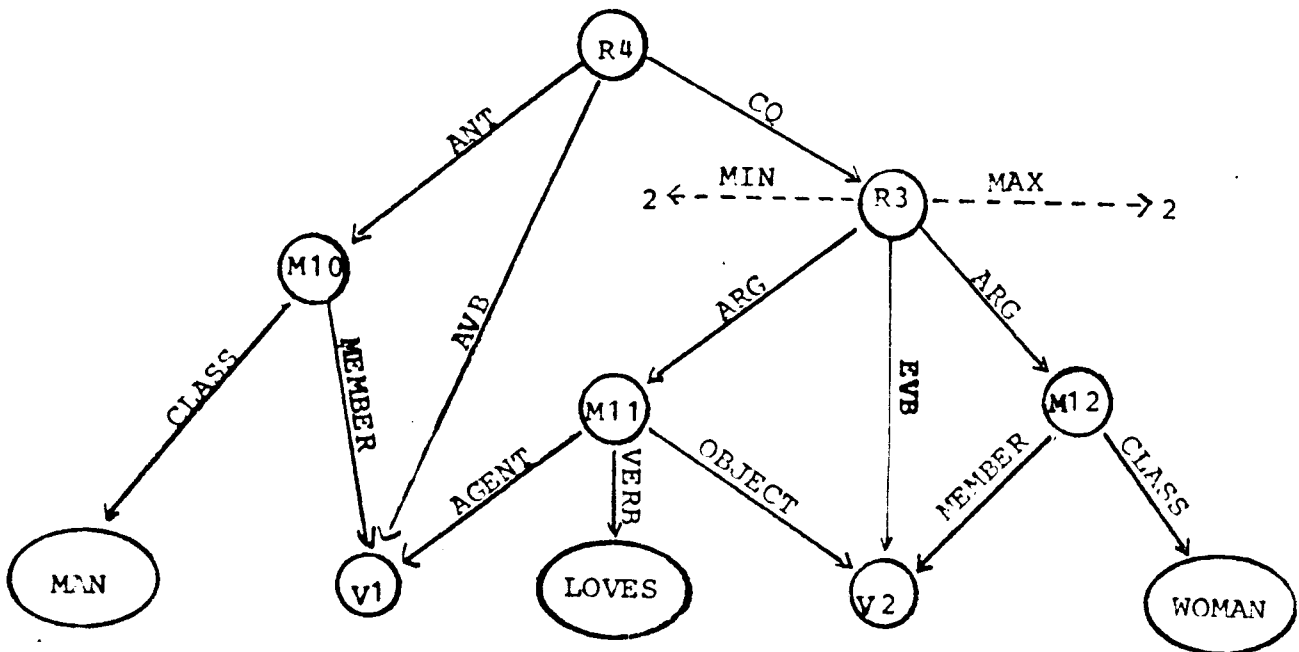 R4
ANT
CQ
AVB
MIN
MAX
2
R3
2
M10
ARG
ARG
CLASS
MEMBER
EVB
M11
M12
AGENT
VERB
OBJECT
MEMBER
CLASS
MAN
V1
LOVES
V2
WOMAN